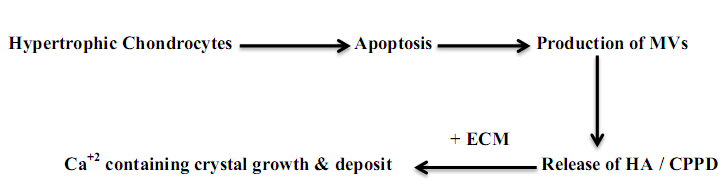 Hypertrophic Chondrocytes Apoptosis Production of MVs
+ ECM
Ca+2 containing crystal growth & deposit Release of HA / CPPD